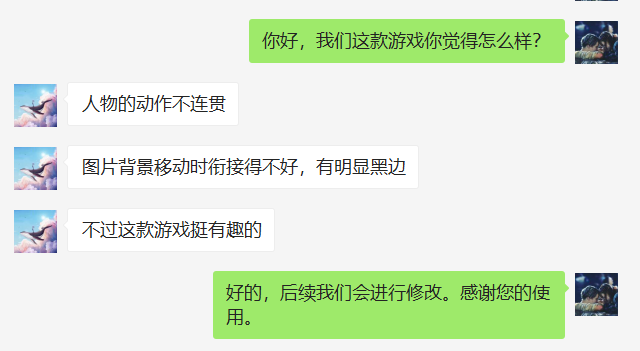 你好，我们这款游戏你觉得怎么样？
人物的动作不连贯
图片背景移动时衔接得不好，有明显黑边
不过这款游戏挺有趣的
好的，后续我们会进行修改。感谢您的使
用。